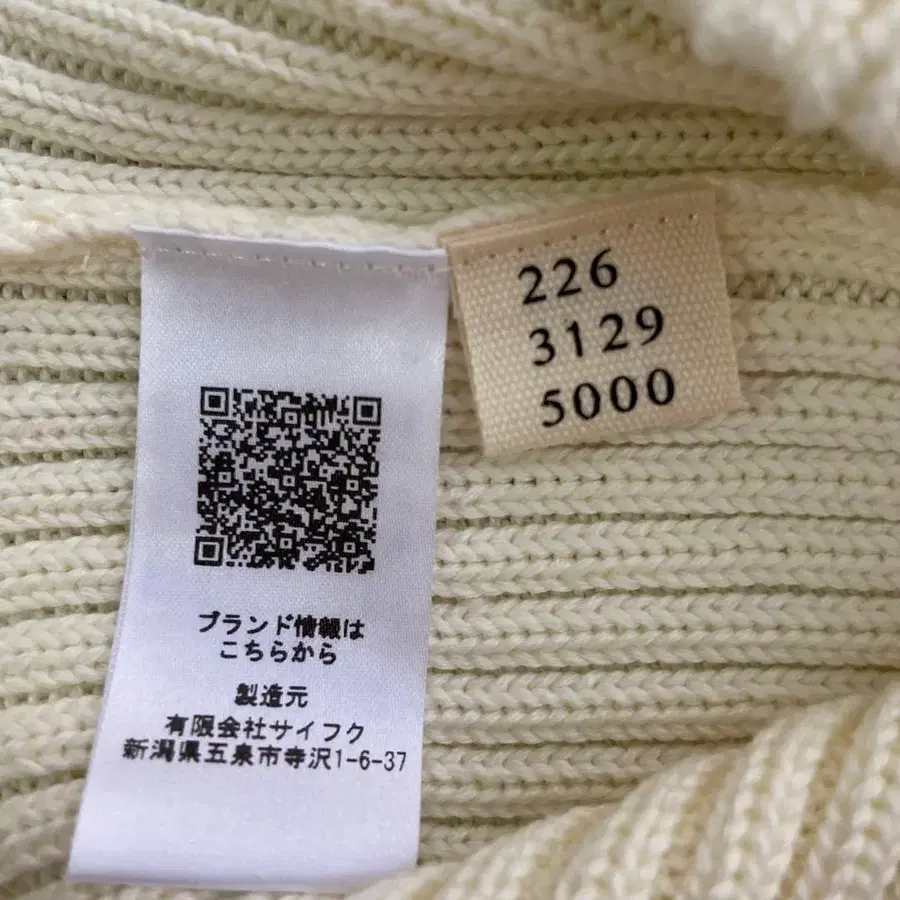 226
3129
5000
ブランド情報は
こちらから
製造元
有限会社サイフク
新潟県五泉市寺沢1-6-37